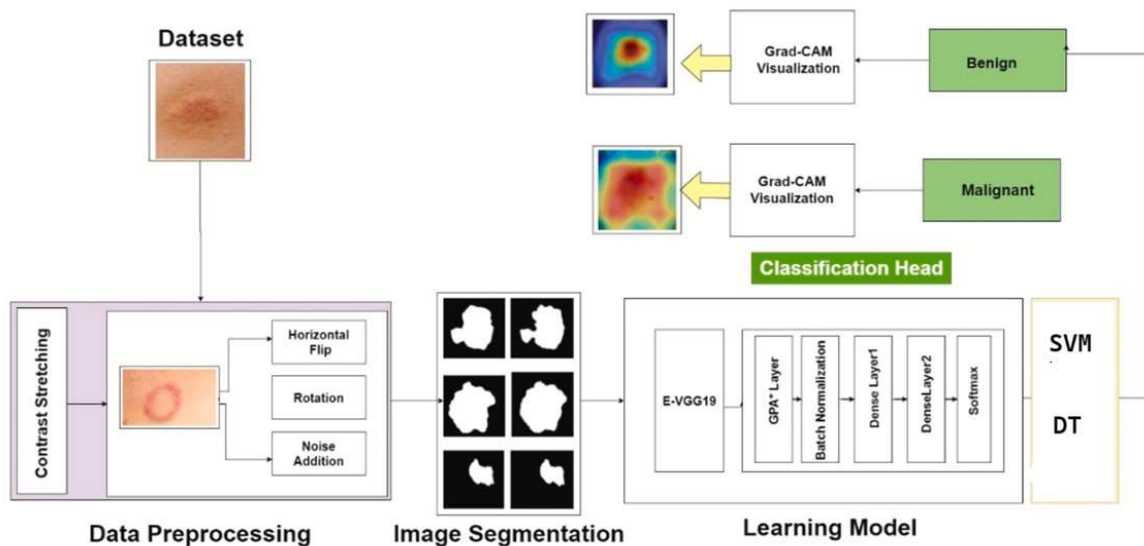 Dataset
Grad-CAM
Visualization
Benign
Grad-CAM
Visualization
Malignant
Classification Head
Contrast Stretching
Horizontal
Flip
Rotation
Noise
Addition
E-VGG19
GPA* Layer
Batch Normalization
Dense Layer1
DenseLayer2
Softmax
SVM
DT
Data Preprocessing
Image Segmentation
Learning Model